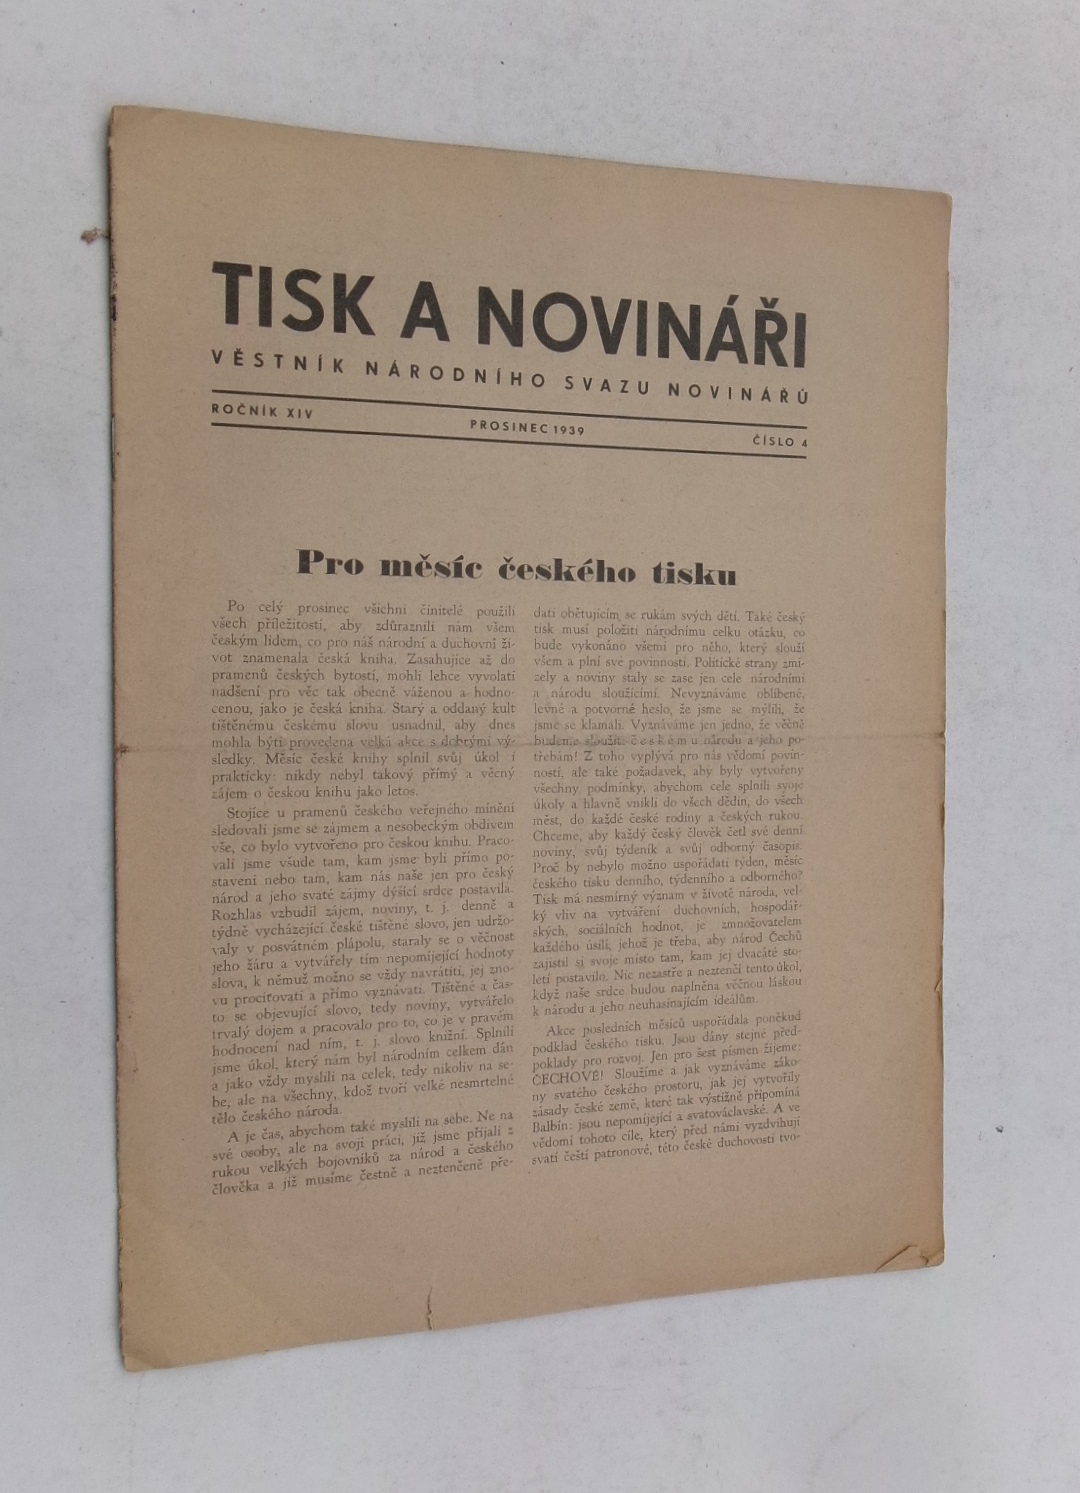 TISK A NOVINÁŘI
VĚSTNÍK NÁRODNÍHO SVAZU NOVINÁŘŮ
ROČNÍK XIV
PROSINEC 1939
ČÍSLO 4
Pro měsíc českého tisku
Po celý prosinec všichni činitelé použili
všech příležitostí, aby zdůraznili nám všem
českým lidem, co pro náš národní a duchovní ži-
vot znamenala česká kniha. Zasahujíce až do
pramenů českých bytostí, mohli lehce vyvolati
nadšení pro věc tak obecně váženou a hodno-
cenou, jako je česká kniha. Starý a oddaný kult
tištěnému českému slovu usnadnil, aby dnes
mohla býti provedena velká akce s dobrými vý-
sledky. Měsíc české knihy splnil svůj úkol i
prakticky: nikdy nebyl takový přímý a věcný
zájem o českou knihu jako letos.
Stojíce u pramenů českého veřejného mínění
sledovali jsme se zájmem a nesobeckým obdivem
vše, co bylo vytvořeno pro českou knihu. Praco-
vali jsme všude tam, kam jsme byli přímo po-
staveni nebo tam, kam nás naše jen pro český
národ a jeho svaté zájmy dýšící srdce postavila.
Rozhlas vzbudil zájem, noviny, t. j. denně a
týdně vycházející české tištěné slovo, jen udržo-
valy v posvátném plápolu, staraly se o věčnost
jeho žáru a vytvářely tím nepomíjející hodnoty
slova, k němuž možno se vždy navrátiti, jej zno-
vu prociťovati a přímo vyznávati. Tištěné a čas-
to se objevující slovo, tedy noviny, vytvářelo
trvalý dojem a pracovalo pro to, co je v pravém
hodnocení nad ním, t. j. slovo knižní. Splnili
jsme úkol, který nám byl národním celkem dán
a jako vždy myslili na celek, tedy nikoliv na se-
be, ale na všechny, kdož tvoří velké nesmrtelné
tělo českého národa.
A je čas, abychom také myslili na sebe. Ne na
své osoby, ale na svoji práci, již jsme přijali z
rukou velkých bojovníků za národ a českého
člověka a již musíme čestně a neztenčeně pře-
dati obětujícím se rukám svých dětí. Také český
tisk musí položiti národnímu celku otázku, co
bude vykonáno všemi pro něho, který slouží
všem a plní své povinnosti. Politické strany zmi-
zely a noviny staly se zase jen cele národními
a národu sloužícími. Nevyznáváme oblíbené,
levné a potvorné heslo, že jsme se mýlili, že
jsme se klamali. Vyznáváme jen jedno, že věčně
budeme sloužit českému národu a jeho po-
třebám! Z toho vyplývá pro nás vědomí povin-
nosti, ale také požadavek, aby byly vytvořeny
všechny podmínky, abychom cele splnili svoje
úkoly a hlavně vnikli do všech dědin, do všech
měst, do každé české rodiny a českých rukou.
Chceme, aby každý český člověk četl své denní
noviny, svůj týdeník a svůj odborný časopis.
Proč by nebylo možno uspořádati týden, měsíc
českého tisku denního, týdenního a odborného?
Tisk má nesmírný význam v životě národa, vel-
ký vliv na vytváření duchovních, hospodář-
ských, sociálních hodnot, je zmnožovatelem
každého úsilí, jehož je třeba, aby národ Čechů
zajistil si svoje místo tam, kam jej dvacáté sto-
letí postavilo. Nic nezastře a neztenčí tento úkol,
když naše srdce budou naplněna věčnou láskou
k národu a jeho neuhasínajícím ideálům.
Akce posledních měsíců uspořádala poněkud
podklad českého tisku. Jsou dány stejné před-
poklady pro rozvoj. Jen pro šest písmen žijeme:
ČECHOVÉ! Sloužíme a jak vyznáváme záko-
ny svatého českého prostoru, jak jej vytvořily
zásady české země, které tak výstižně připomíná
Balbín: jsou nepomíjející a svatováclavské. A ve
vědomí tohoto cíle, který před námi vyzdvihují
svatí čeští patronové, této české duchovosti tvo-